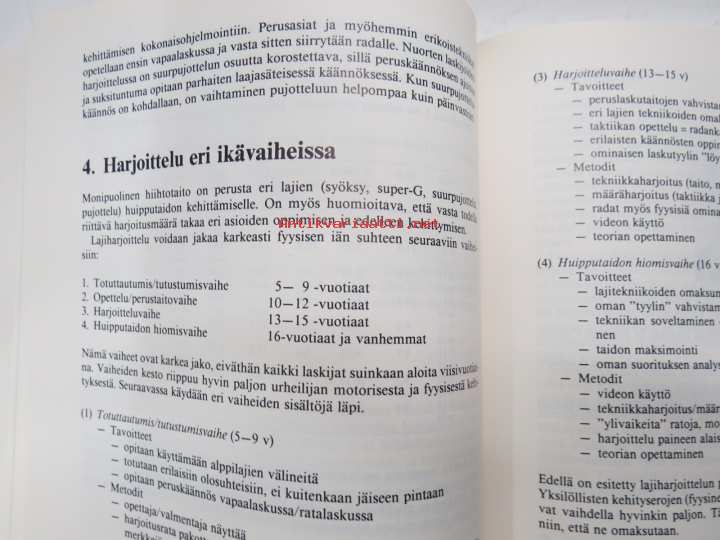 kehittämisen kokonaisohjelmointiin. Perusasiat ja myöhemmin erikoistekniikat
opetellaan ensin vapaalaskussa ja vasta sitten siirrytään radalle. Nuorten laskijoiden
harjoittelussa on suurpujottelun osuutta korostettava, sillä peruskäännöksen
ja suksituntuma opitaan parhaiten laajasäteisessä käännöksessä. Kun suurpujottelu-
käännös on kohdallaan, on vaihtaminen pujotteluun helpompaa kuin päinvastoin
4. Harjoittelu eri ikävaiheissa
Monipuolinen hiihtotaito on perusta eri lajien (syöksy, super-G, suurpujottelu,
pujottelu) huipputaidon kehittämiselle. On myös huomioitava, että vasta todella
riittävä harjoitusmäärä takaa eri asioiden oppimisen ja edelleen kehittymisen.
Lajiharjoittelu voidaan jakaa karkeasti fyysisen iän suhteen seuraaviin vaihei-
siin:
1. Totuttautumis/tutustumisvaihe 5— 9 -vuotiaat
2. Opettelu/perustaitovaihe 10—12 -vuotiaat
3. Harjoitteluvaihe 13—15 -vuotiaat
4. Huipputaidon hiomisvaihe 16-vuotiaat ja vanhemmat
Nämä vaiheet ovat karkea jako, eiväthän kaikki laskijat suinkaan aloita viisivuotiaa-
na. Vaiheiden kesto riippuu hyvin paljon urheilijan motorisesta ja fyysisestä kehi-
tyksestä. Seuraavassa käydään eri vaiheiden sisältöjä läpi.
(1) Totuttautumis/tutustumisvaihe (5—9 v)
— Tavoitteet
— opitaan käyttämään alppilajien välineitä
— totutaan erilaisiin olosuhteisiin, ei kuitenkaan jäiseen pintaan
— opitaan peruskäännös vapaalaskussa/ratalaskussa
— Metodit
— opettaja/valmentaja näyttää
— harjoitusrata
(3) Harjoitteluvaihe (13—15 v)
— Tavoitteet
— peruslaskutaitojen vahvista
— eri lajien tekniikoiden omak
— taktiikan opettelu = radank
— erilaisten käännösten oppin
— ominaisen laskutyylin "löy
— Metodit
— tekniikkaharjoitus (taito, n
— määräharjoitus (taktiikka j
— radat myös fyysisiä omin
— videon käyttö
— teorian opettaminen
(4) Huipputaidon hiomisvaihe (16 v
— Tavoitteet
— lajitekniikoiden omaksun
— oman "tyylin" vahvistam
— tekniikan soveltaminen
nen
— taidon maksimointi
— oman suorituksen analys
— Metodit
— videon käyttö
— tekniikkaharjoitus/määrä
— "ylivaikeita" ratoja, mo
— harjoittelu paineen alais
— teorian opettaminen
Edellä on esitetty lajiharjoittelun p
Yksilöllisten kehityserojen (fyysine
vat vaihdella hyvinkin paljon. Tä
niin, että ne omaksutaan.